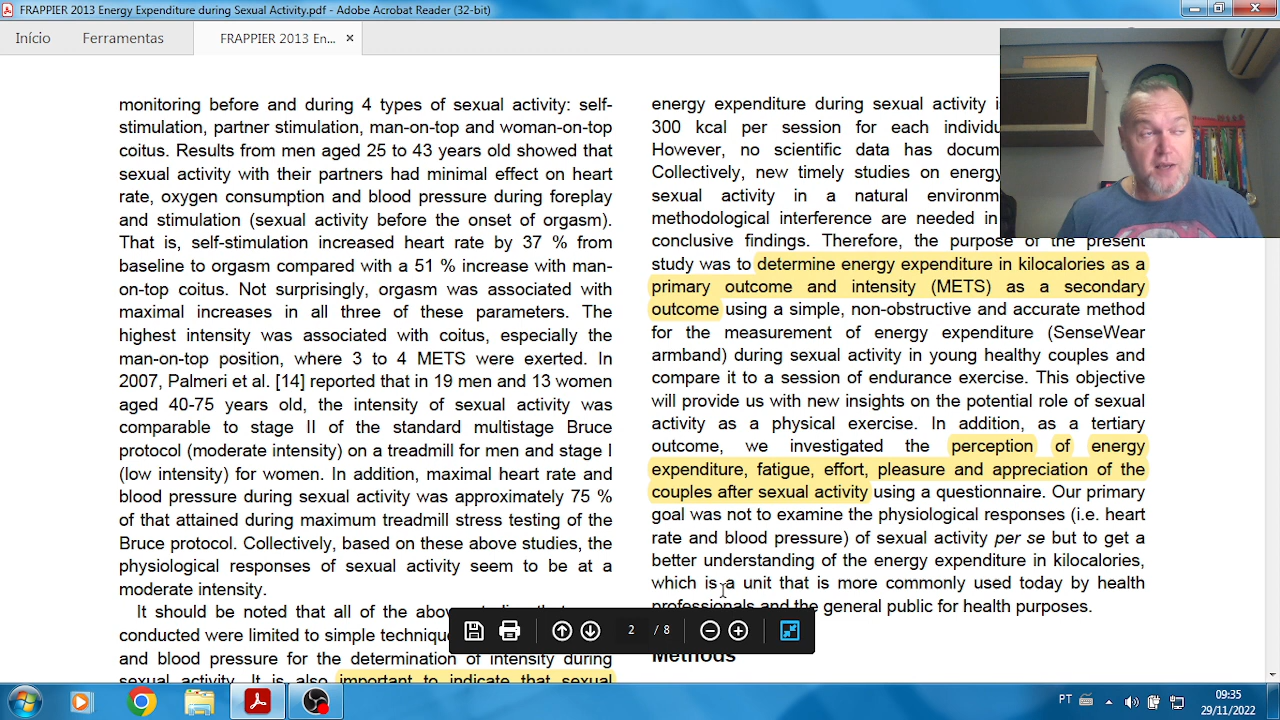 FRAPPIER 2013 Energy Expenditure during Sexual Activity.pdf - Adobe Acrobat Reader (32-bit)
Início
Ferramentas
FRAPPIER 2013 En...
monitoring before and during 4 types of sexual activity: self-
stimulation, partner stimulation, man-on-top and woman-on-top
coitus. Results from men aged 25 to 43 years old showed that
sexual activity with their partners had minimal effect on heart
rate, oxygen consumption and blood pressure during foreplay
and stimulation (sexual activity before the onset of orgasm).
That is, self-stimulation increased heart rate by 37 % from
baseline to orgasm compared with a 51 % increase with man-
on-top coitus. Not surprisingly, orgasm was associated with
maximal increases in all three of these parameters. The
highest intensity was associated with coitus, especially the
man-on-top position, where 3 to 4 METS were exerted. In
2007, Palmeri et al. [14] reported that in 19 men and 13 women
aged 40-75 years old, the intensity of sexual activity was
comparable to stage II of the standard multistage Bruce
protocol (moderate intensity) on a treadmill for men and stage I
(low intensity) for women. In addition, maximal heart rate and
blood pressure during sexual activity was approximately 75 %
of that attained during maximum treadmill stress testing of the
Bruce protocol. Collectively, based on these above studies, the
physiological responses of sexual activity seem to be at a
moderate intensity.
It should be noted that all of the above
conducted were limited to simple
and blood pressure for the determination of intensity during
sexual activity. It is also important to indicate that sexual
energy expenditure during sexual activity
300 kcal per session for each
However, no scientific data has
Collectively, new timely studies on
sexual activity in a natural
methodological interference are needed in
conclusive findings. Therefore, the purpose of the present
study was to determine energy expenditure in kilocalories as a
primary outcome and intensity (METS) as a secondary
outcome using a simple, non-obstructive and accurate method
for the measurement of energy expenditure (SenseWear
armband) during sexual activity in young healthy couples and
compare it to a session of endurance exercise. This objective
will provide us with new insights on the potential role of sexual
activity as a physical exercise. In addition, as a tertiary
outcome, we investigated the perception of energy
expenditure, fatigue, effort, pleasure and appreciation of the
couples after sexual activity using a questionnaire. Our primary
goal was not to examine the physiological responses (i.e. heart
rate and blood pressure) of sexual activity per se but to get a
better understanding of the energy expenditure in kilocalories,
which is a unit that is more commonly used today by health
professionals and the general public for health purposes.
Methods
2 / 8
PT
09:35
29/11/2022